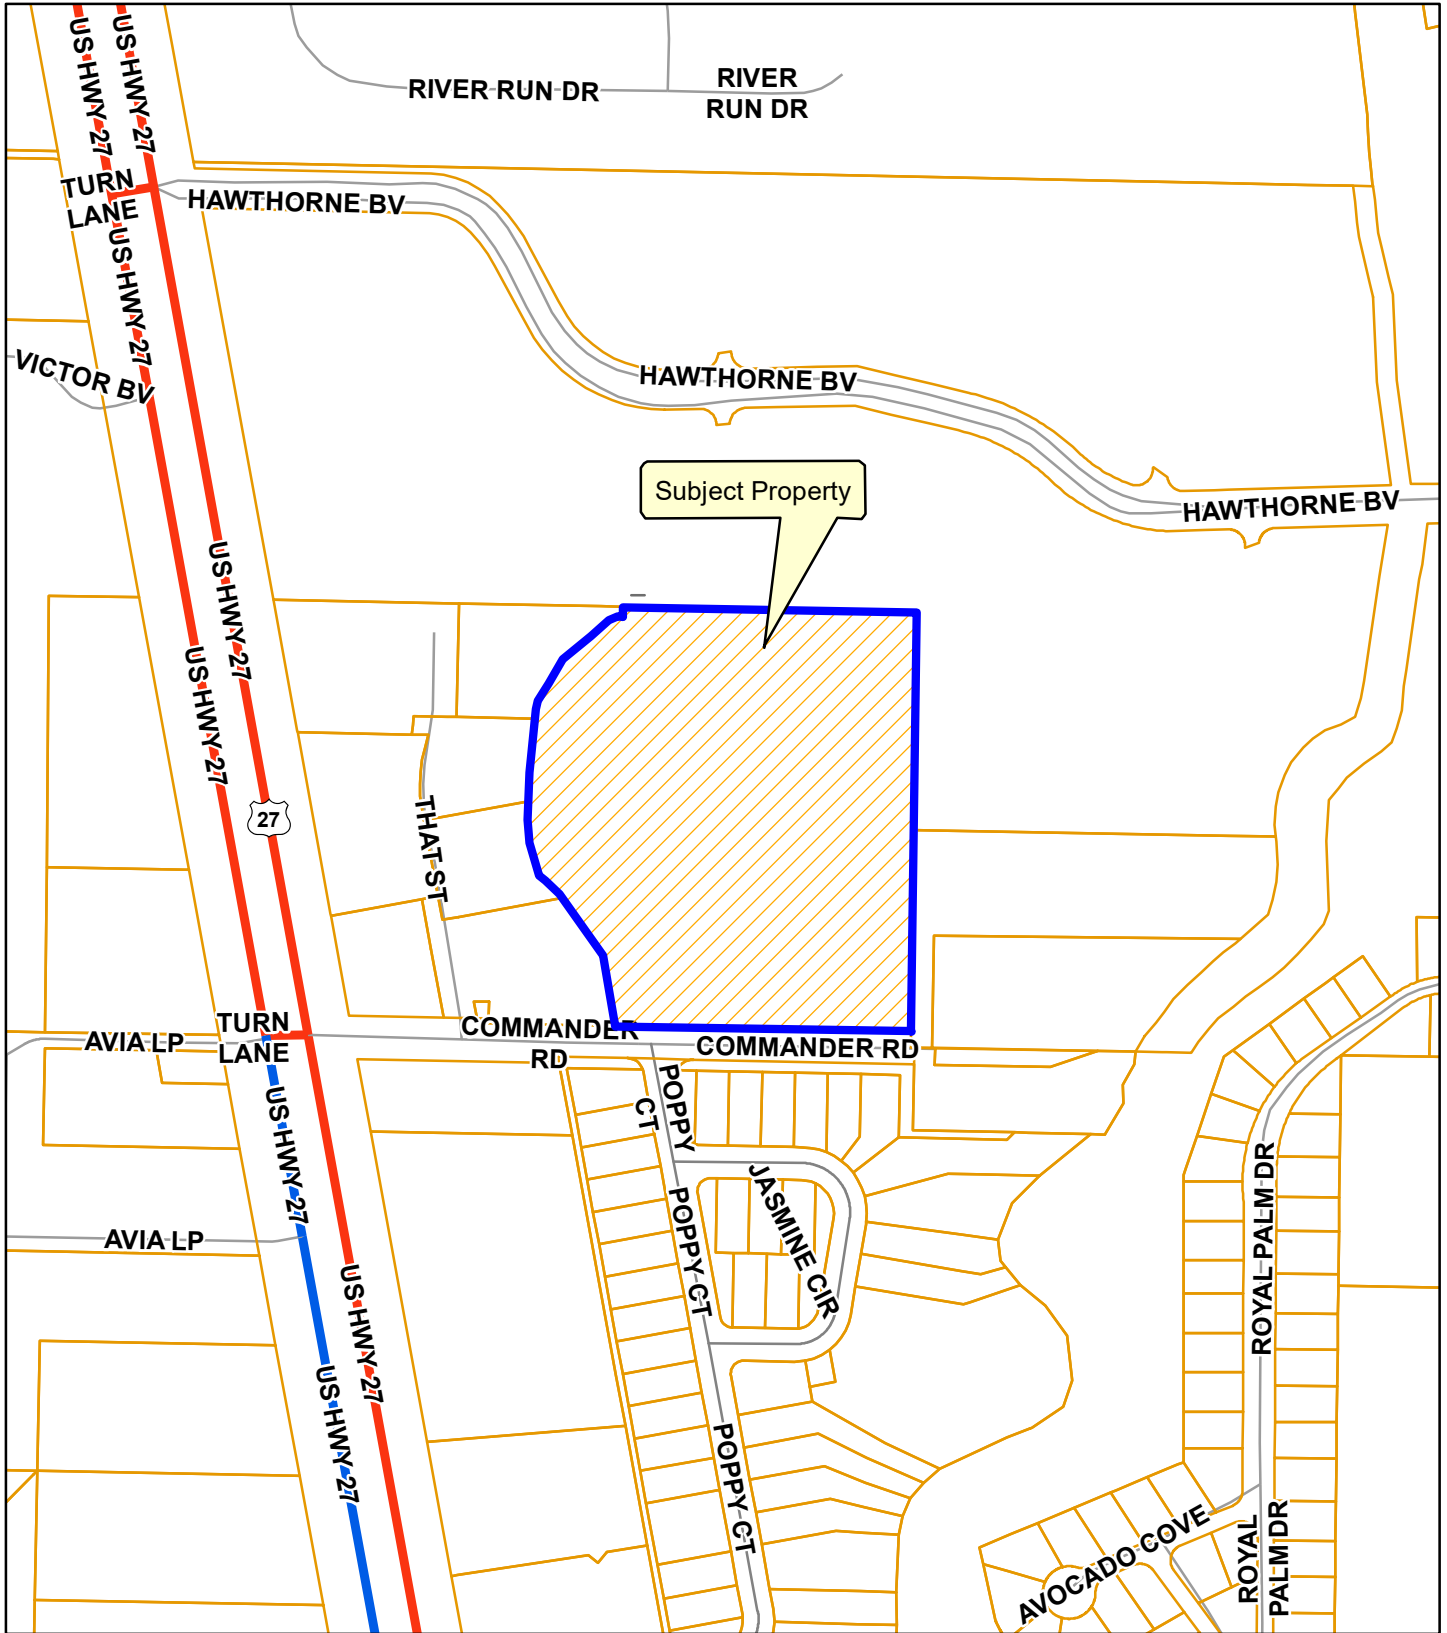 US HWY 27
US HWY 27
RIVER RUN DR
RIVER
RUN DR
TURN
LANE
HAWTHORNE BV
US HWY 27
VICTOR BV
HAWTHORNE BV
Subject Property
HAWTHORNE BV
US HWY 27
US HWY 27
27
THAT ST
TURN
LANE
AVIA LP
COMMANDER
RD
COMMANDER RD
POPPY
CT
US HWY 27
JASMINE CIR
POPPY CT
ROYAL PALM DR
AVIA LP
US HWY 27
US HWY 27
POPPY CT
AVOCADO COVE
ROYAL
PALM DR